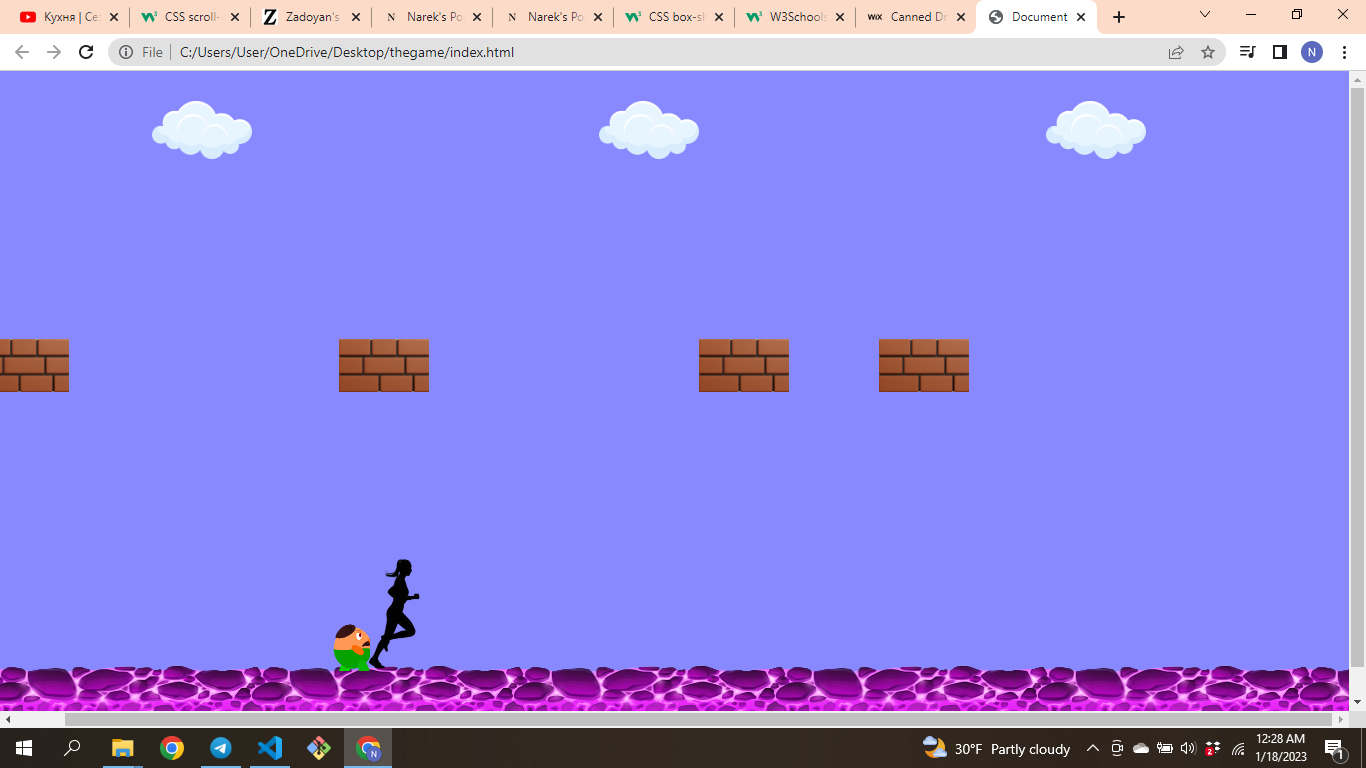 Кухня | Се
CSS scroll-
Zadoyan's
Narek's Po
Narek's Po
CSS box-sh
W3Schools
WiX Canned Dr
Document
File C:/Users/User/OneDrive/Desktop/thegame/index.html
N
30°F Partly cloudy
12:28 AM
1/18/2023